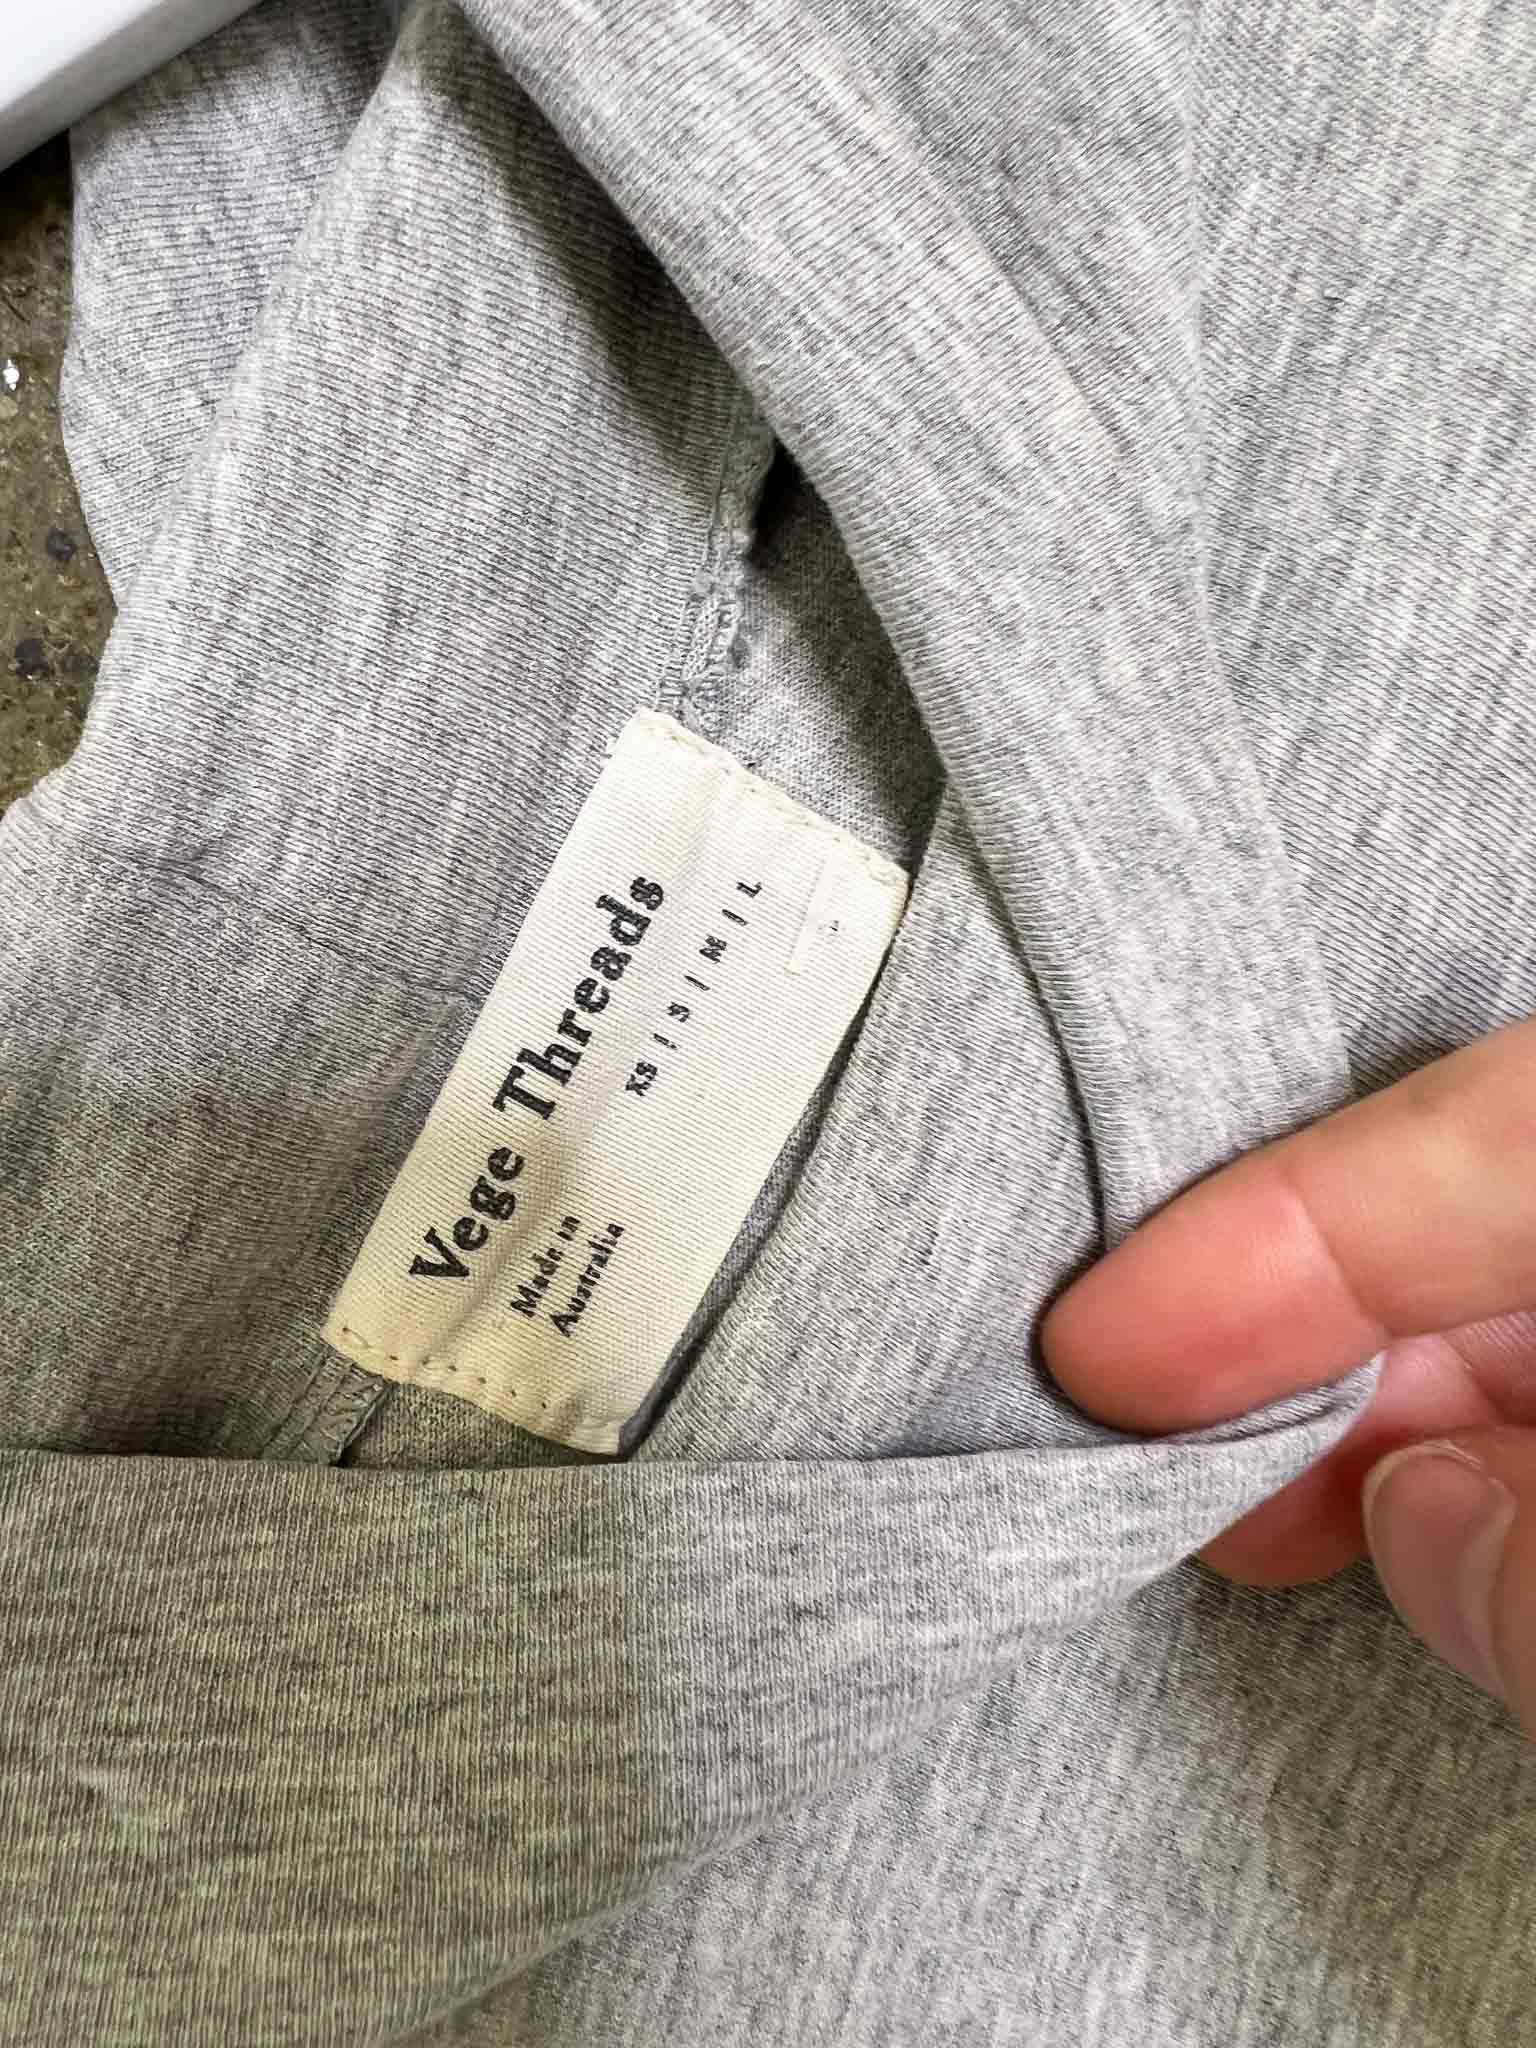 Vege Threads
XS | S | M | L
Made in
Australia